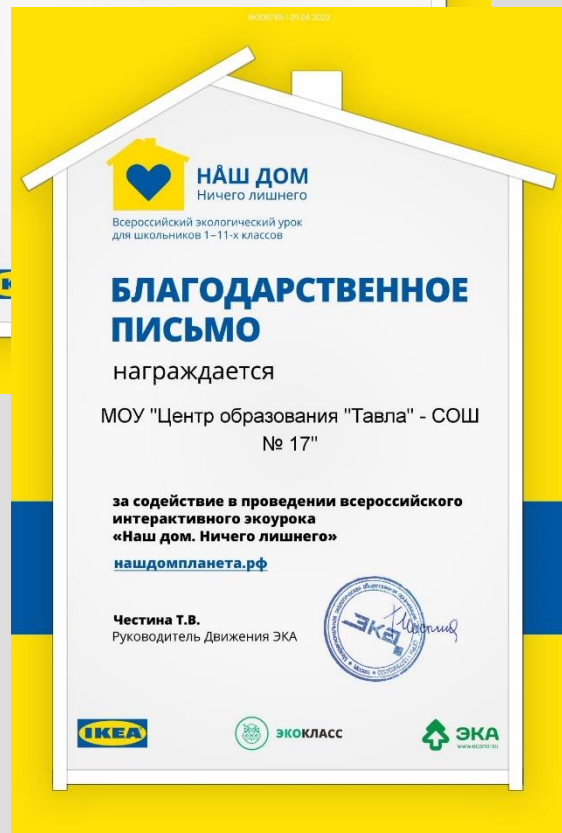 НÅШ ДОМ
Ничего лишнего
Всероссийский экологический урок
для школьников 1–11-х классов
БЛАГОДАРСТВЕННОЕ
ПИСЬМО
награждается
МОУ "Центр образования "Тавла" - СОШ
№ 17"
за содействие в проведении всероссийского
интерактивного экоурока
«Наш дом. Ничего лишнего»
нашдомпланета.рф
Честина Т.В.
Руководитель Движения ЭКА
эка
IKEA
ЭКОКЛАСС
ЭКА